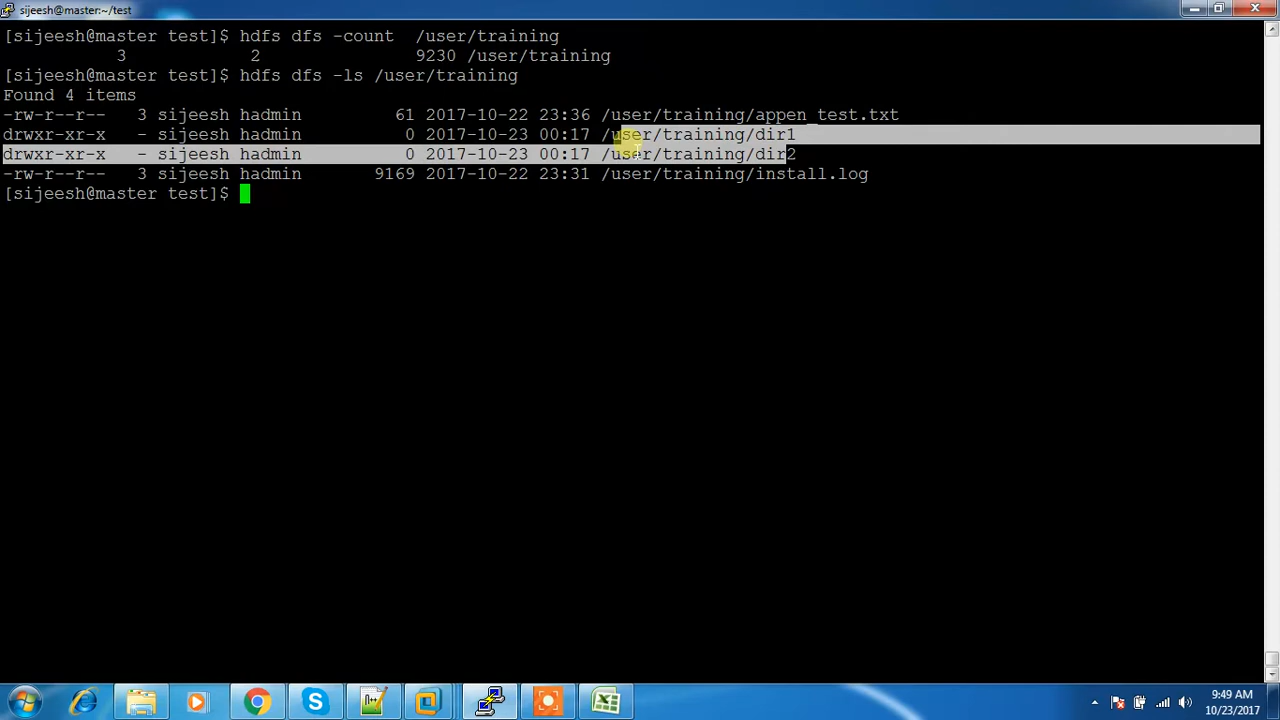 sijeesh@master:~/test
[sijeesh@master test]$ hdfs dfs -count  /user/training
           3            2               9230 /user/training
[sijeesh@master test]$ hdfs dfs -ls /user/training
Found 4 items
-rw-r--r--   3 sijeesh hadmin         61 2017-10-22 23:36 /user/training/appen_test.txt
drwxr-xr-x   - sijeesh hadmin          0 2017-10-23 00:17 /user/training/dir1
drwxr-xr-x   - sijeesh hadmin          0 2017-10-23 00:17 /user/training/dir2
-rw-r--r--   3 sijeesh hadmin       9169 2017-10-22 23:31 /user/training/install.log
[sijeesh@master test]$
9:49 AM
10/23/2017